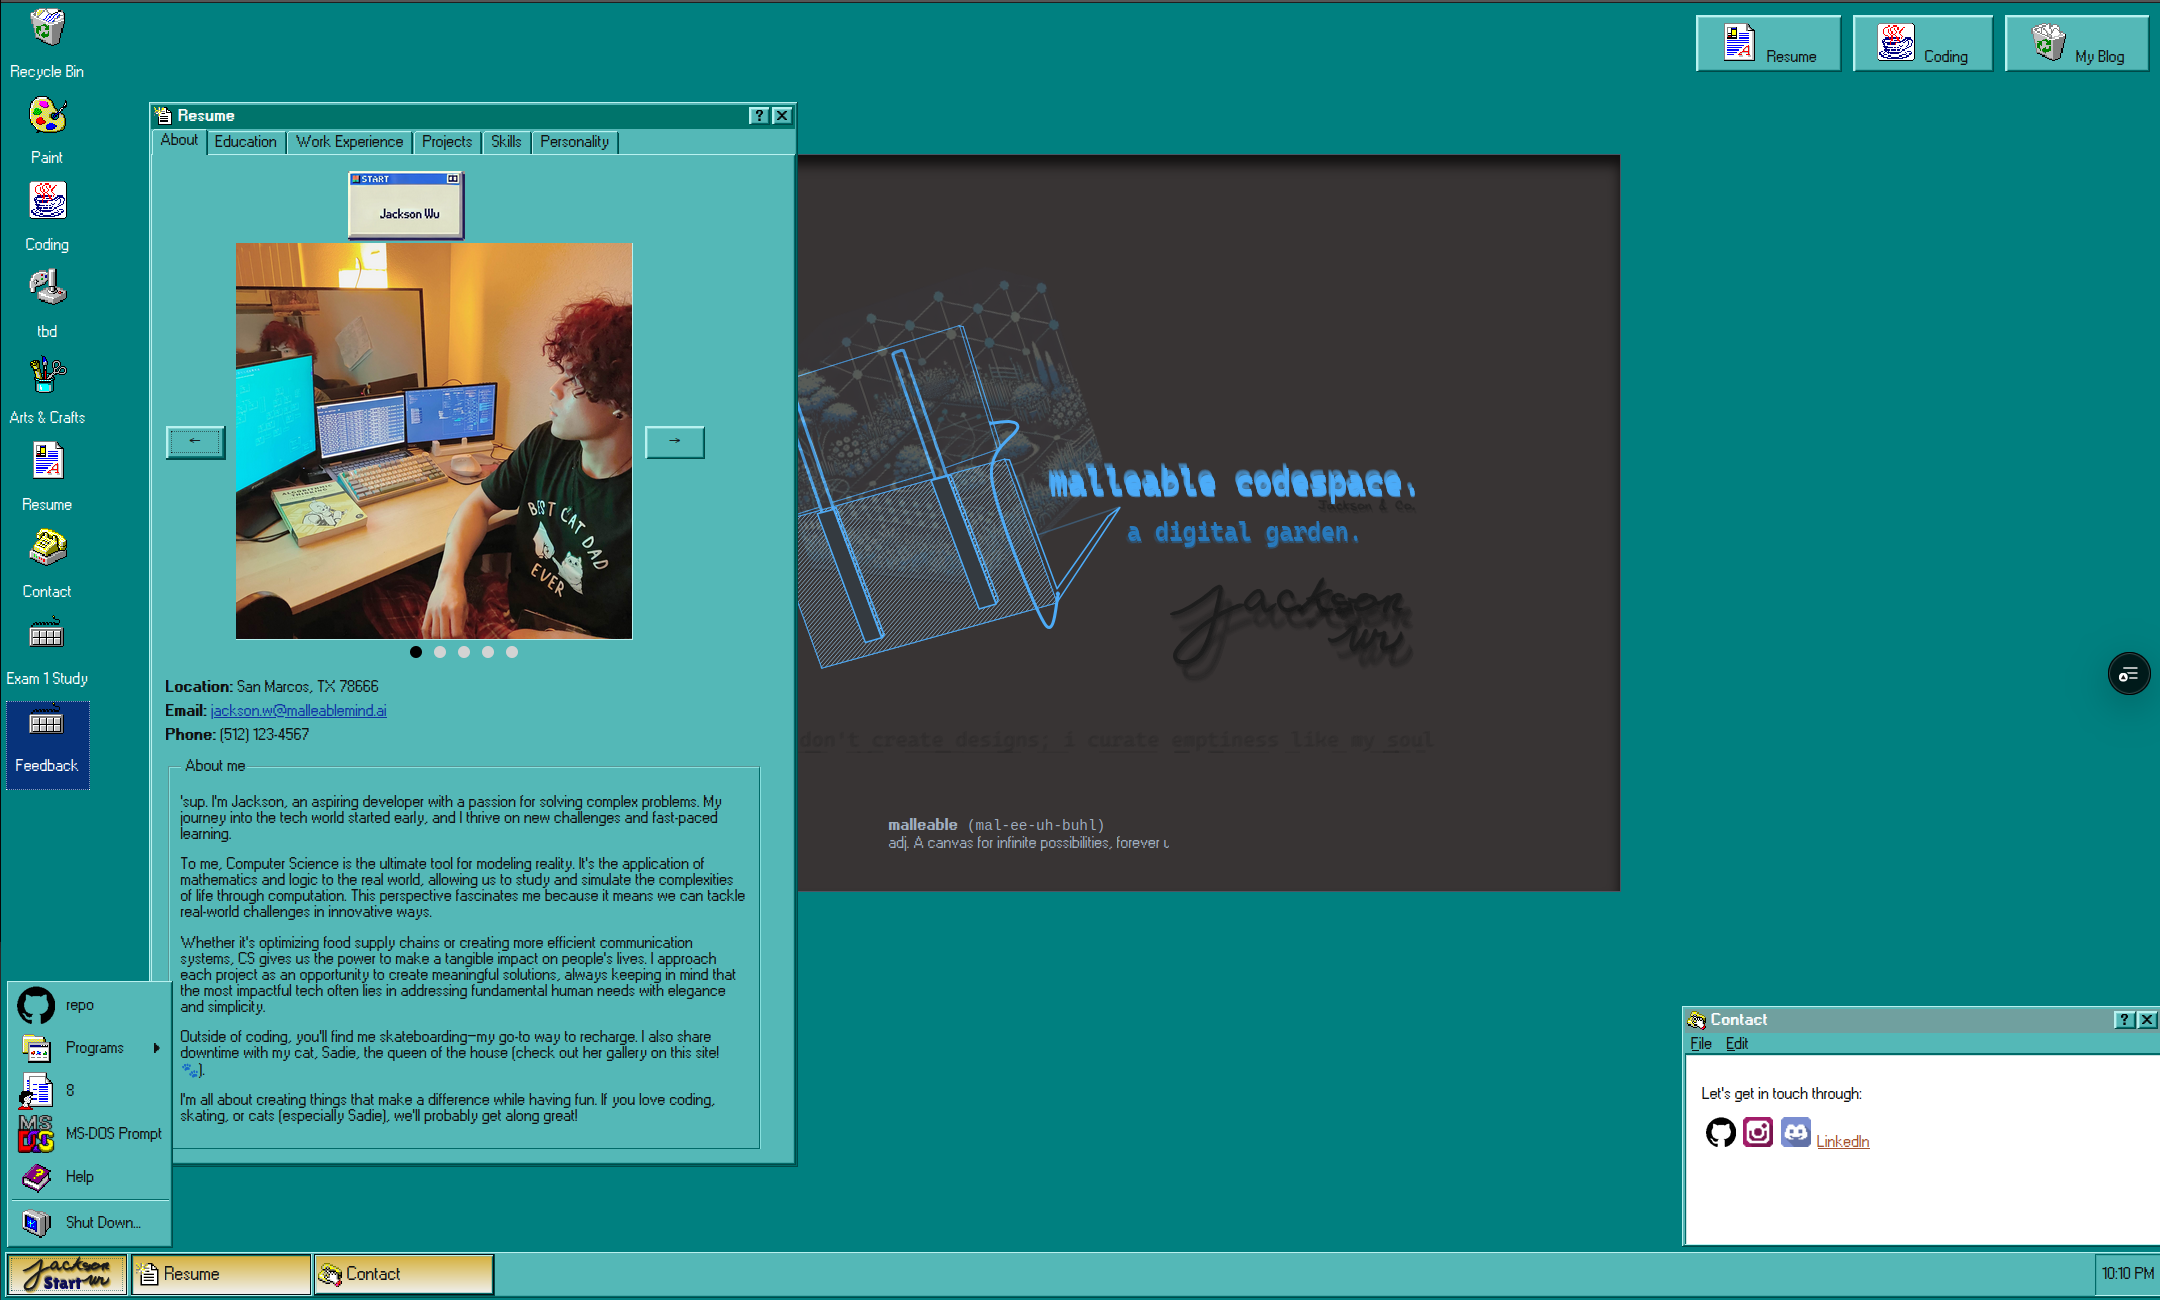 Recycle Bin
Paint
Coding
tbd
Arts & Crafts
Resume
Contact
Exam 1 Study
Feedback
Resume
Coding
My Blog
Resume
?
About
Education
Work Experience
Projects
Skills
Personality
START
Jackson Wu
ALGORITHMIC
THINKING
BEST CAT DAD
EVER
←
→
Location: San Marcos, TX 78666
Email: jackson.w@malleablemind.ai
Phone: (512) 123-4567
About me
'sup. I'm Jackson, an aspiring developer with a passion for solving complex problems. My
journey into the tech world started early, and I thrive on new challenges and fast-paced
learning.
To me, Computer Science is the ultimate tool for modeling reality. It's the application of
mathematics and logic to the real world, allowing us to study and simulate the complexities
of life through computation. This perspective fascinates me because it means we can tackle
real-world challenges in innovative ways.
Whether it's optimizing food supply chains or creating more efficient communication
systems, CS gives us the power to make a tangible impact on people's lives. I approach
each project as an opportunity to create meaningful solutions, always keeping in mind that
the most impactful tech often lies in addressing fundamental human needs with elegance
and simplicity.
Outside of coding, you'll find me skateboarding—my go-to way to recharge. I also share
downtime with my cat, Sadie, the queen of the house (check out her gallery on this site!
🐾).
I'm all about creating things that make a difference while having fun. If you love coding,
skating, or cats (especially Sadie), we'll probably get along great!
malleable codespace.
Jackson & Co.
a digital garden.
Jackson
Wu
don't create designs; i curate emptiness like my soul
malleable (mal-ee-uh-buhl)
adj. A canvas for infinite possibilities, forever u
repo
Programs
8
MS-DOS Prompt
Help
Shut Down...
Contact
?
File Edit
Let's get in touch through:
LinkedIn
Jackson
Wu
Start
Resume
Contact
10:10 PM